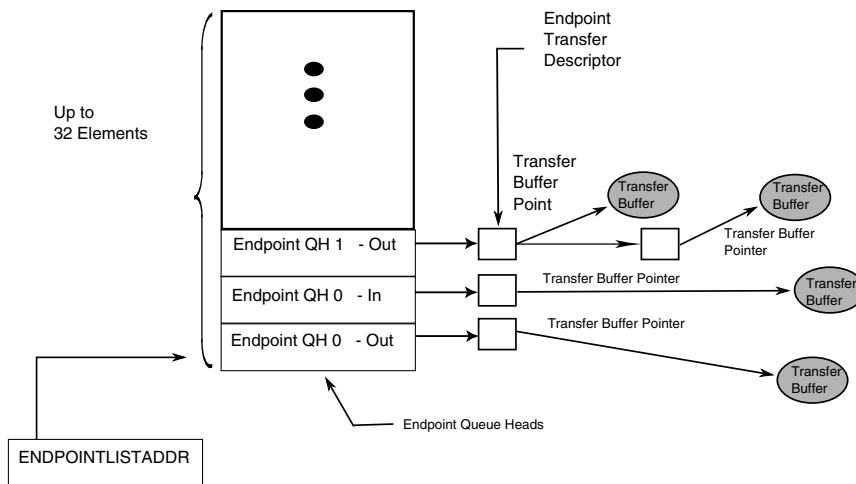 Endpoint
Transfer
Descriptor
Up to
32 Elements
Transfer
Buffer
Point
Transfer
Buffer
Transfer
Buffer
Endpoint QH 1 - Out
Transfer Buffer
Pointer
Endpoint QH 0 - In
Transfer Buffer Pointer
Transfer
Buffer
Endpoint QH 0 - Out
Transfer Buffer Pointer
Transfer
Buffer
Endpoint Queue Heads
ENDPOINTLISTADDR